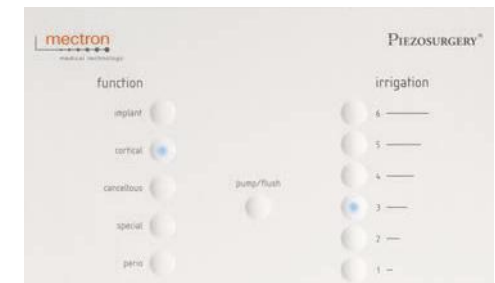 mectron
medical technology
PIEZOSURGERY®
function
implant
cortical
cancellous
special
perio
pump/flush
irrigation
6
5
4
3
2
1